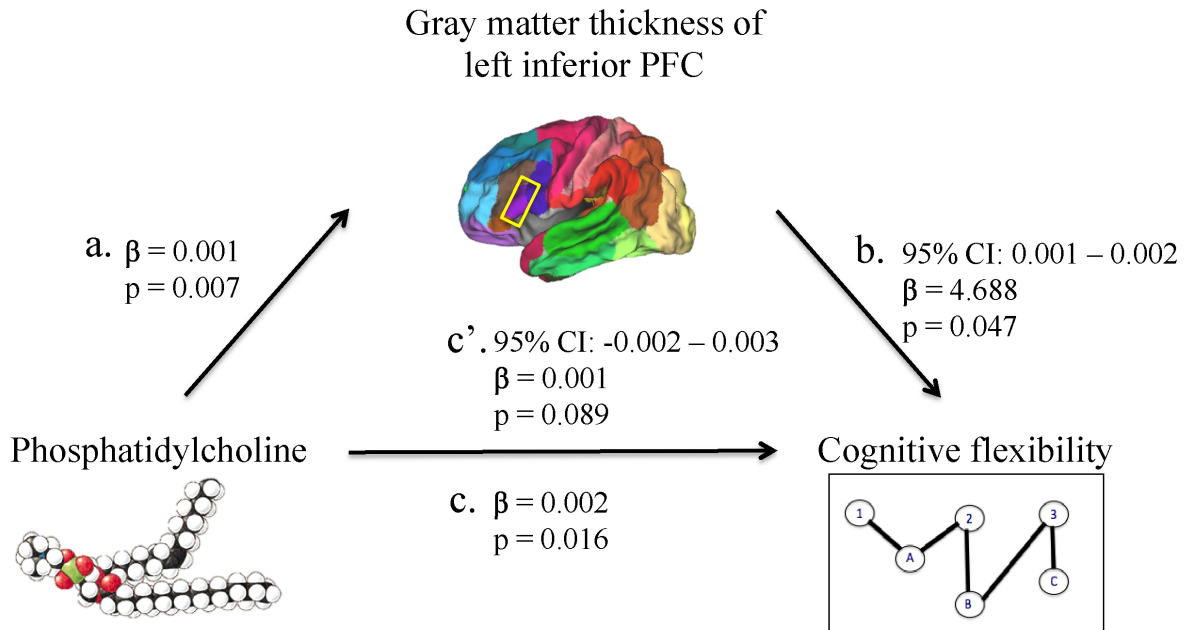 Gray matter thickness of
left inferior PFC
a. β = 0.001
p = 0.007
b. 95% CI: 0.001 – 0.002
β = 4.688
p = 0.047
c’. 95% CI: -0.002 – 0.003
β = 0.001
p = 0.089
Phosphatidylcholine
Cognitive flexibility
c. β = 0.002
p = 0.016
1
2
3
A
B
C